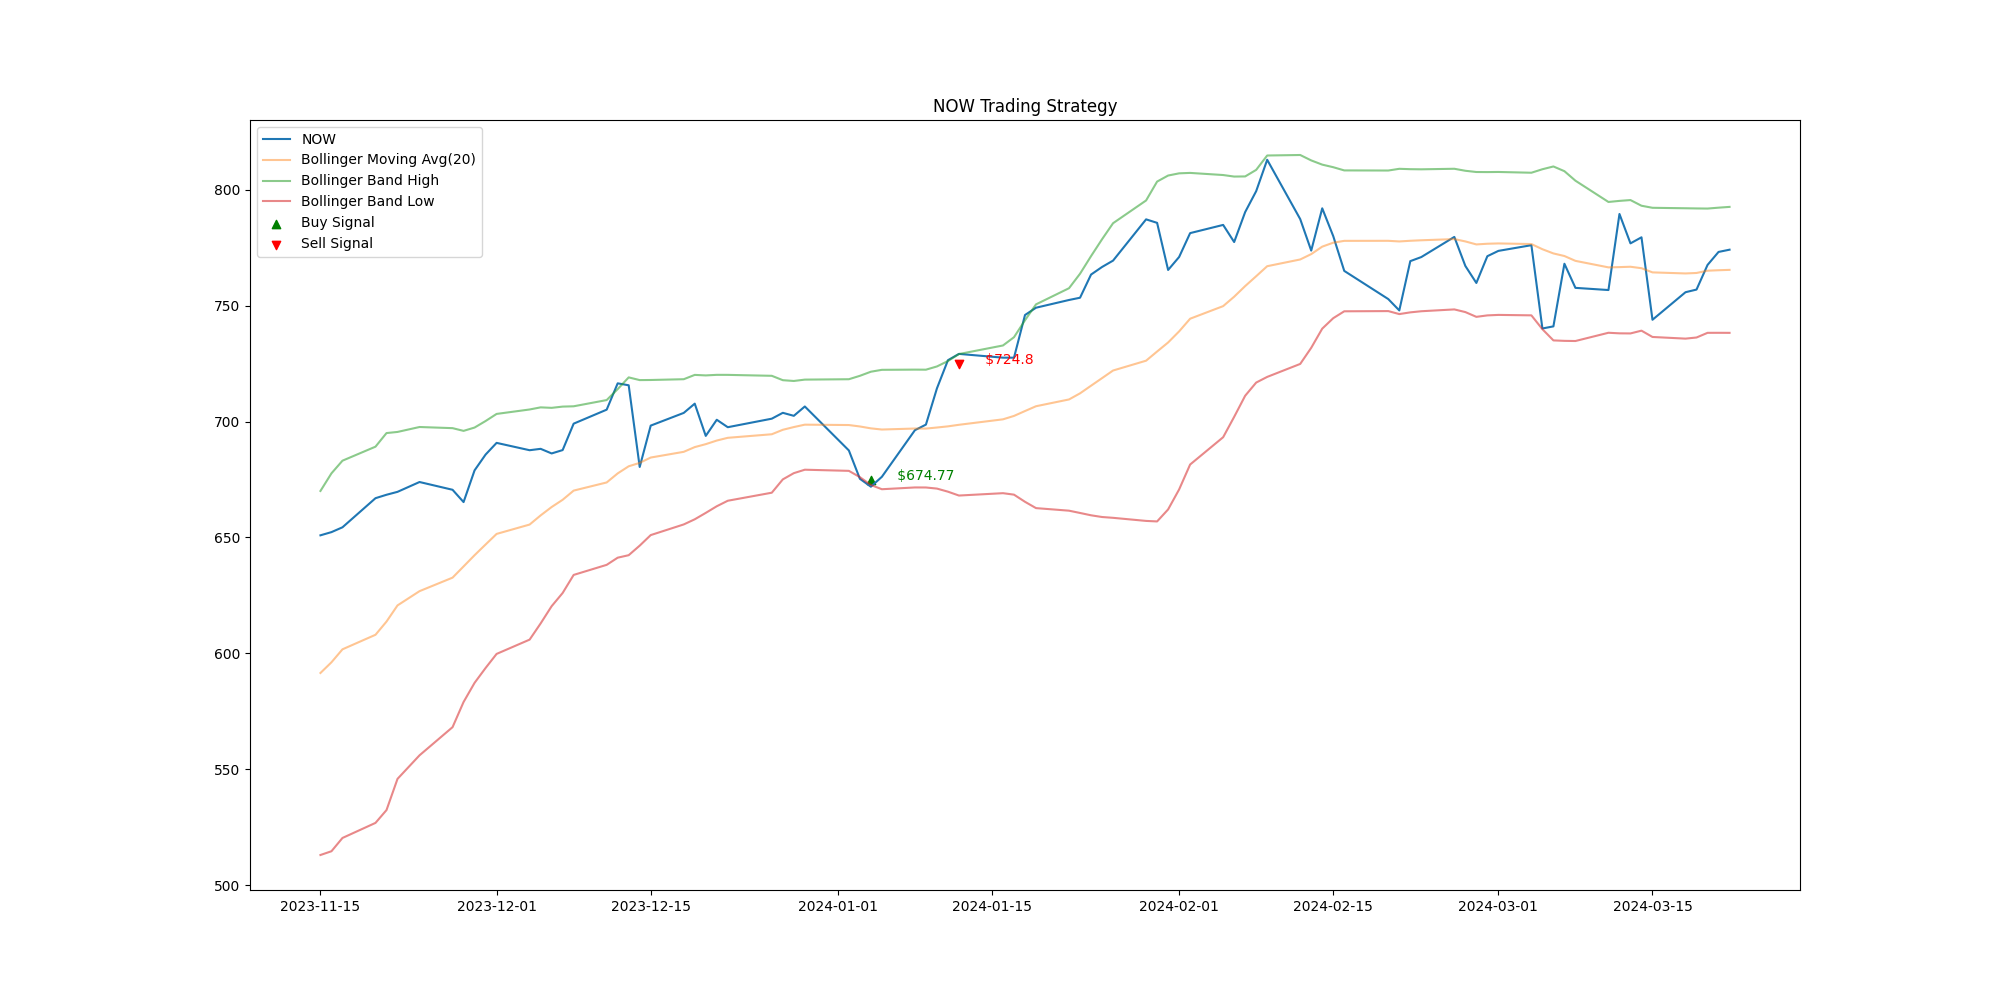 NOW Trading Strategy
NOW
Bollinger Moving Avg(20)
Bollinger Band High
Bollinger Band Low
Buy Signal
Sell Signal
800
750
700
650
600
550
500
$724.8
$674.77
2023-11-15 2023-12-01 2023-12-15 2024-01-01 2024-01-15 2024-02-01 2024-02-15 2024-03-01 2024-03-15